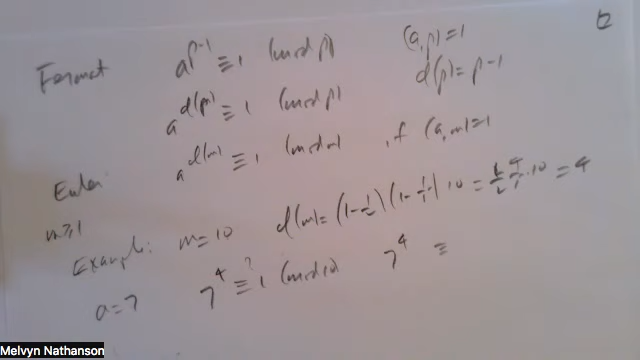 6
Fermat a^{p-1} ≡ 1 (mod p) (a,p)=1
a^{φ(p)} ≡ 1 (mod p) φ(p)=p-1
Euler a^{φ(m)} ≡ 1 (mod m) if (a,m)=1
m≥1
Example: m=10 φ(m)=(1-1/2)(1-1/5)10 = 1/2 4/5 · 10 = 4
a=7 7^4 ≡? 1 (mod 10) 7^4 ≡
Melvyn Nathanson